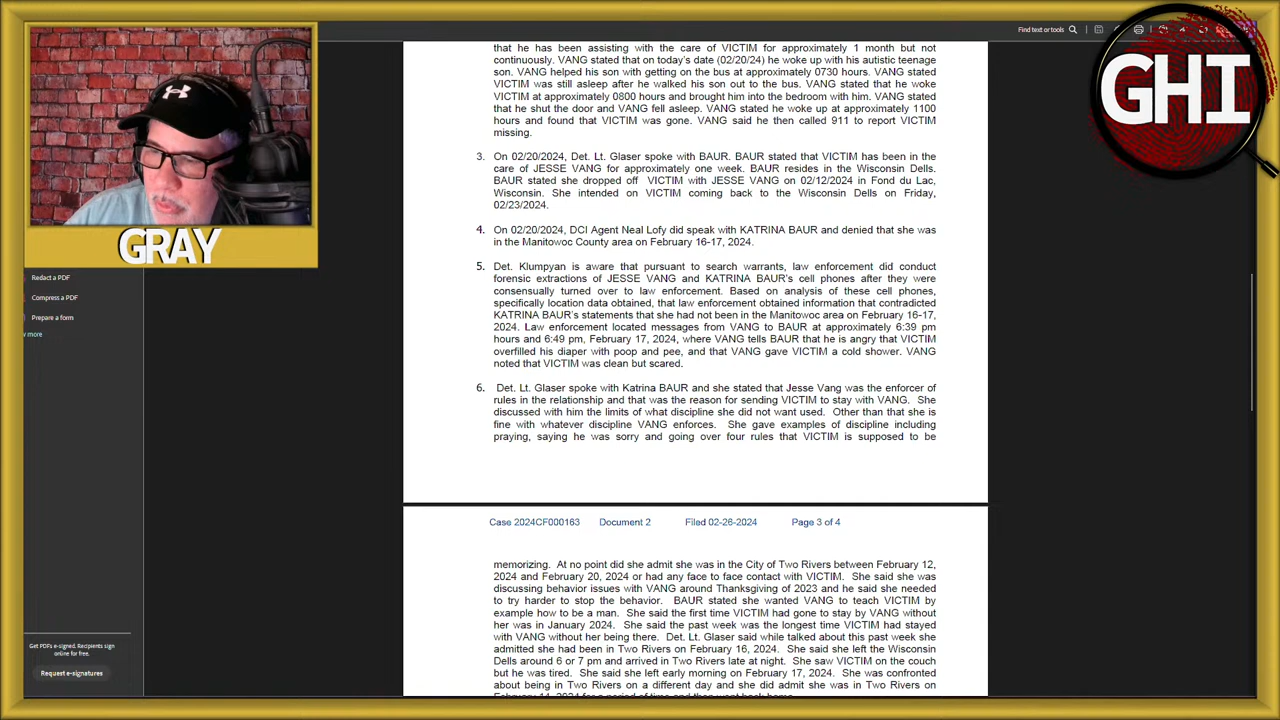 Find text or tools
GHI
GRAY
Redact a PDF
Compress a PDF
Prepare a form
w more
Get PDFs e-signed. Recipients sign
online for free.
Request e-signatures
that he has been assisting with the care of VICTIM for approximately 1 month but not
continuously. VANG stated that on today's date (02/20/24) he woke up with his autistic teenage
son. VANG helped his son with getting on the bus at approximately 0730 hours. VANG stated
VICTIM was still asleep after he walked his son out to the bus. VANG stated that he woke
VICTIM at approximately 0800 hours and brought him into the bedroom with him. VANG stated
that he shut the door and VANG fell asleep. VANG stated he woke up at approximately 1100
hours and found that VICTIM was gone. VANG said he then called 911 to report VICTIM
missing.
3. On 02/20/2024, Det. Lt. Glaser spoke with BAUR. BAUR stated that VICTIM has been in the
care of JESSE VANG for approximately one week. BAUR resides in the Wisconsin Dells.
BAUR stated she dropped off VICTIM with JESSE VANG on 02/12/2024 in Fond du Lac,
Wisconsin. She intended on VICTIM coming back to the Wisconsin Dells on Friday,
02/23/2024.
4. On 02/20/2024, DCI Agent Neal Lofy did speak with KATRINA BAUR and denied that she was
in the Manitowoc County area on February 16-17, 2024.
5. Det. Klumpyan is aware that pursuant to search warrants, law enforcement did conduct
forensic extractions of JESSE VANG and KATRINA BAUR's cell phones after they were
consensually turned over to law enforcement. Based on analysis of these cell phones,
specifically location data obtained, that law enforcement obtained information that contradicted
KATRINA BAUR's statements that she had not been in the Manitowoc area on February 16-17,
2024. Law enforcement located messages from VANG to BAUR at approximately 6:39 pm
hours and 6:49 pm, February 17, 2024, where VANG tells BAUR that he is angry that VICTIM
overfilled his diaper with poop and pee, and that VANG gave VICTIM a cold shower. VANG
noted that VICTIM was clean but scared.
6. Det. Lt. Glaser spoke with Katrina BAUR and she stated that Jesse Vang was the enforcer of
rules in the relationship and that was the reason for sending VICTIM to stay with VANG. She
discussed with him the limits of what discipline she did not want used. Other than that she is
fine with whatever discipline VANG enforces. She gave examples of discipline including
praying, saying he was sorry and going over four rules that VICTIM is supposed to be
Case 2024CF000163 Document 2 Filed 02-26-2024 Page 3 of 4
memorizing. At no point did she admit she was in the City of Two Rivers between February 12,
2024 and February 20, 2024 or had any face to face contact with VICTIM. She said she was
discussing behavior issues with VANG around Thanksgiving of 2023 and he said she needed
to try harder to stop the behavior. BAUR stated she wanted VANG to teach VICTIM by
example how to be a man. She said the first time VICTIM had gone to stay by VANG without
her was in January 2024. She said the past week was the longest time VICTIM had stayed
with VANG without her being there. Det. Lt. Glaser said while talked about this past week she
admitted she had been in Two Rivers on February 16, 2024. She said she left the Wisconsin
Dells around 6 or 7 pm and arrived in Two Rivers late at night. She saw VICTIM on the couch
but he was tired. She said she left early morning on February 17, 2024. She was confronted
about being in Two Rivers on a different day and she did admit she was in Two Rivers on
February 14, 2024 for a period of time and then went back home.